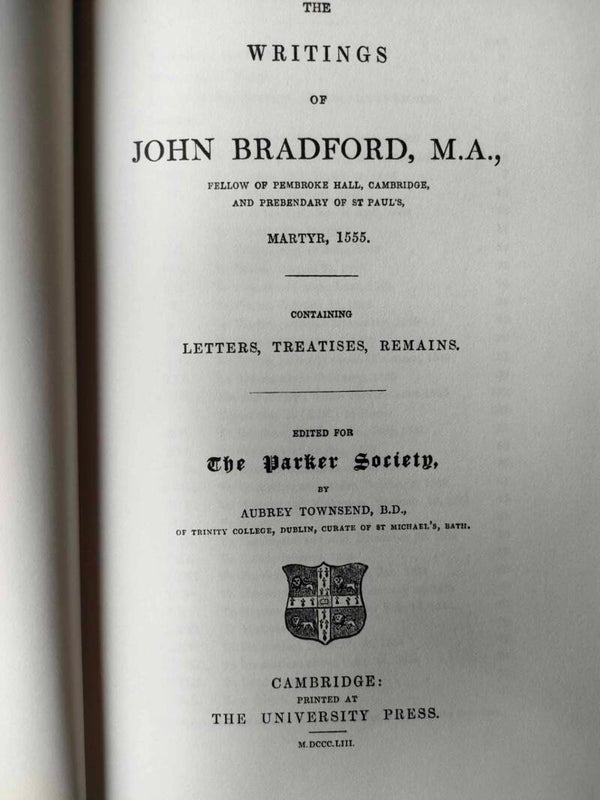 THE
WRITINGS
OF
JOHN BRADFORD, M.A.,
FELLOW OF PEMBROKE HALL, CAMBRIDGE,
AND PREBENDARY OF ST PAUL'S,
MARTYR, 1555.
CONTAINING
LETTERS, TREATISES, REMAINS.
EDITED FOR
The Parker Society,
BY
AUBREY TOWNSEND, B.D.,
OF TRINITY COLLEGE, DUBLIN, CURATE OF ST MICHAEL'S, BATH.
CAMBRIDGE:
PRINTED AT
THE UNIVERSITY PRESS.
M.DCCC.LIII.